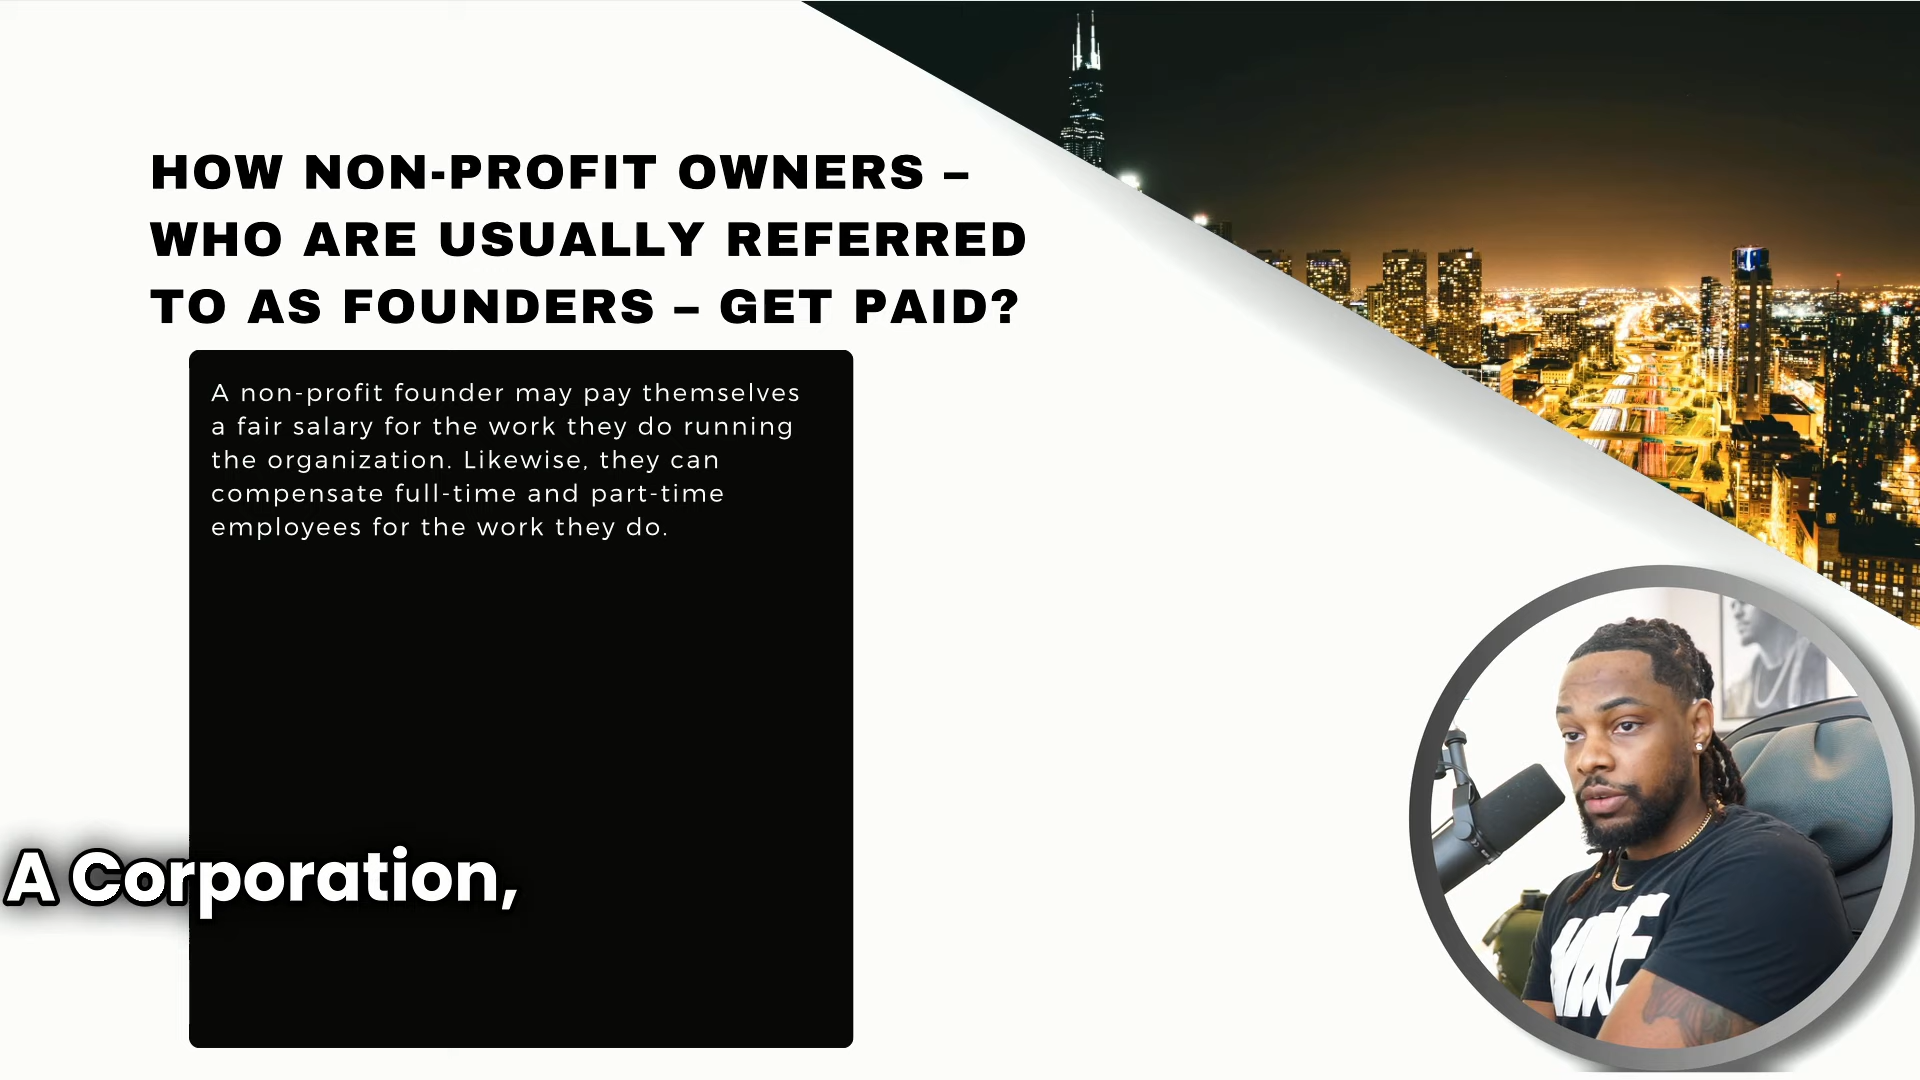 HOW NON-PROFIT OWNERS –
WHO ARE USUALLY REFERRED
TO AS FOUNDERS – GET PAID?
A non-profit founder may pay themselves
a fair salary for the work they do running
the organization. Likewise, they can
compensate full-time and part-time
employees for the work they do.
A Corporation,